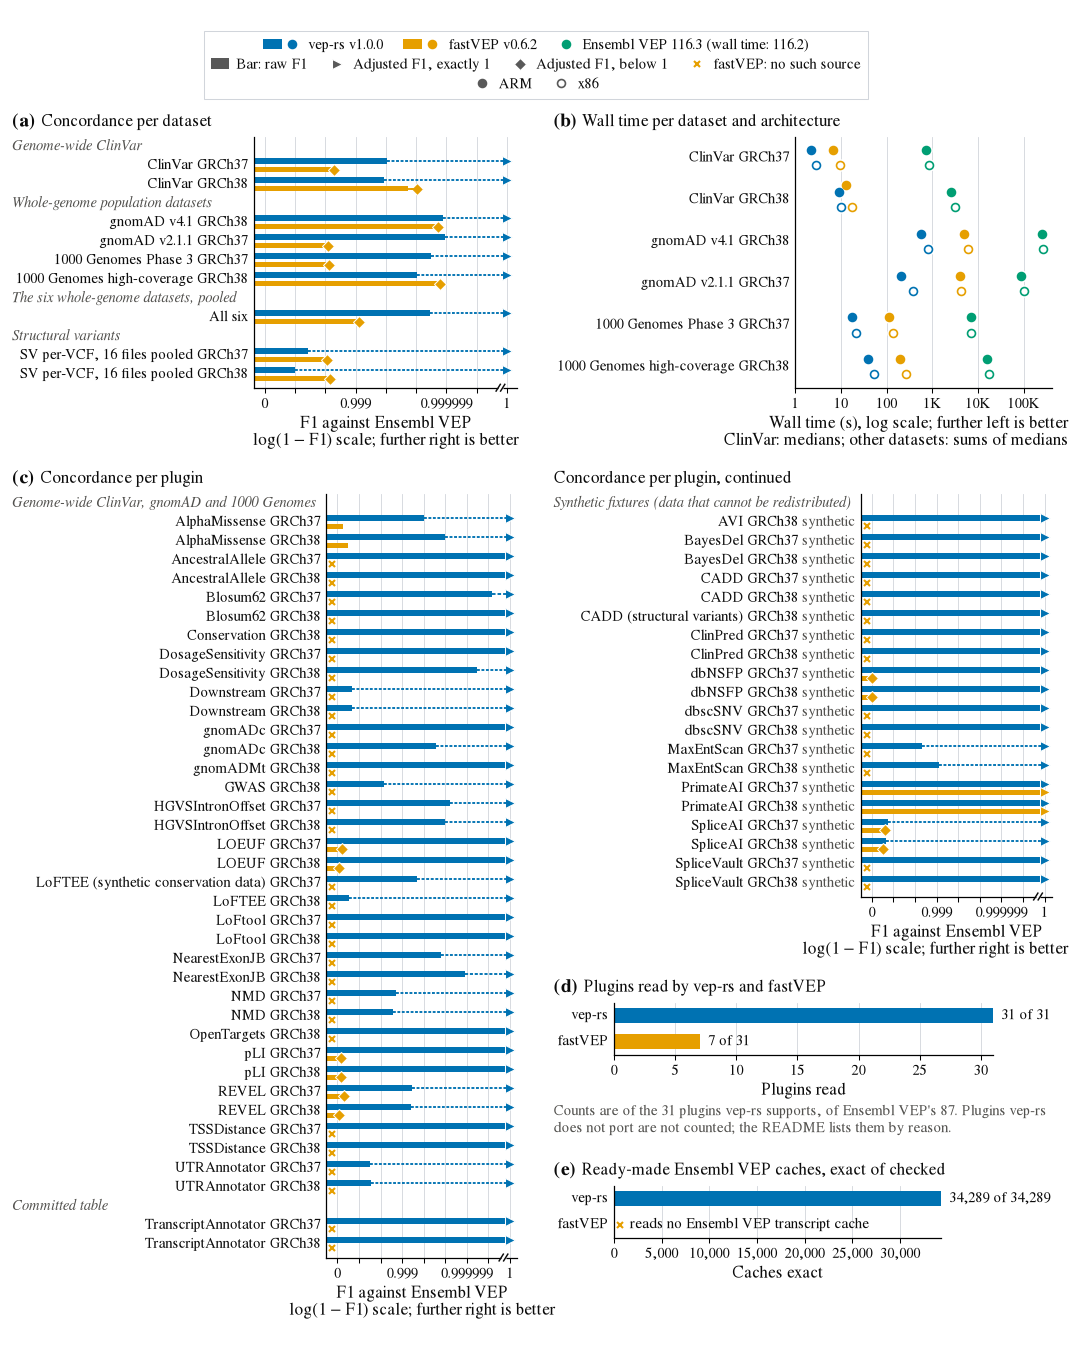 vep-rs v1.0.0 fastVEP v0.6.2 Ensembl VEP 116.3 (wall time: 116.2)
Bar: raw F1 Adjusted F1, exactly 1 Adjusted F1, below 1 fastVEP: no such source
ARM x86
(a) Concordance per dataset
Genome-wide ClinVar
ClinVar GRCh37
ClinVar GRCh38
Whole-genome population datasets
gnomAD v4.1 GRCh38
gnomAD v2.1.1 GRCh37
1000 Genomes Phase 3 GRCh37
1000 Genomes high-coverage GRCh38
The six whole-genome datasets, pooled
All six
Structural variants
SV per-VCF, 16 files pooled GRCh37
SV per-VCF, 16 files pooled GRCh38
0 0.999 0.999999 1
F1 against Ensembl VEP
log(1 − F1) scale; further right is better
(b) Wall time per dataset and architecture
ClinVar GRCh37
ClinVar GRCh38
gnomAD v4.1 GRCh38
gnomAD v2.1.1 GRCh37
1000 Genomes Phase 3 GRCh37
1000 Genomes high-coverage GRCh38
1 10 100 1K 10K 100K
Wall time (s), log scale; further left is better
ClinVar: medians; other datasets: sums of medians
(c) Concordance per plugin
Genome-wide ClinVar, gnomAD and 1000 Genomes
AlphaMissense GRCh37
AlphaMissense GRCh38
AncestralAllele GRCh37
AncestralAllele GRCh38
Blosum62 GRCh37
Blosum62 GRCh38
Conservation GRCh38
DosageSensitivity GRCh37
DosageSensitivity GRCh38
Downstream GRCh37
Downstream GRCh38
gnomADc GRCh37
gnomADc GRCh38
gnomADMt GRCh38
GWAS GRCh38
HGVSIntronOffset GRCh37
HGVSIntronOffset GRCh38
LOEUF GRCh37
LOEUF GRCh38
LoFTEE (synthetic conservation data) GRCh37
LoFTEE GRCh38
LoFtool GRCh37
LoFtool GRCh38
NearestExonJB GRCh37
NearestExonJB GRCh38
NMD GRCh37
NMD GRCh38
OpenTargets GRCh38
pLI GRCh37
pLI GRCh38
REVEL GRCh37
REVEL GRCh38
TSSDistance GRCh37
TSSDistance GRCh38
UTRAnnotator GRCh37
UTRAnnotator GRCh38
Committed table
TranscriptAnnotator GRCh37
TranscriptAnnotator GRCh38
0 0.999 0.999999 1
F1 against Ensembl VEP
log(1 − F1) scale; further right is better
Concordance per plugin, continued
Synthetic fixtures (data that cannot be redistributed)
AVI GRCh38 synthetic
BayesDel GRCh37 synthetic
BayesDel GRCh38 synthetic
CADD GRCh37 synthetic
CADD GRCh38 synthetic
CADD (structural variants) GRCh38 synthetic
ClinPred GRCh37 synthetic
ClinPred GRCh38 synthetic
dbNSFP GRCh37 synthetic
dbNSFP GRCh38 synthetic
dbscSNV GRCh37 synthetic
dbscSNV GRCh38 synthetic
MaxEntScan GRCh37 synthetic
MaxEntScan GRCh38 synthetic
PrimateAI GRCh37 synthetic
PrimateAI GRCh38 synthetic
SpliceAI GRCh37 synthetic
SpliceAI GRCh38 synthetic
SpliceVault GRCh37 synthetic
SpliceVault GRCh38 synthetic
0 0.999 0.999999 1
F1 against Ensembl VEP
log(1 − F1) scale; further right is better
(d) Plugins read by vep-rs and fastVEP
vep-rs 31 of 31
fastVEP 7 of 31
0 5 10 15 20 25 30
Plugins read
Counts are of the 31 plugins vep-rs supports, of Ensembl VEP's 87. Plugins vep-rs
does not port are not counted; the README lists them by reason.
(e) Ready-made Ensembl VEP caches, exact of checked
vep-rs 34,289 of 34,289
fastVEP reads no Ensembl VEP transcript cache
0 5,000 10,000 15,000 20,000 25,000 30,000
Caches exact